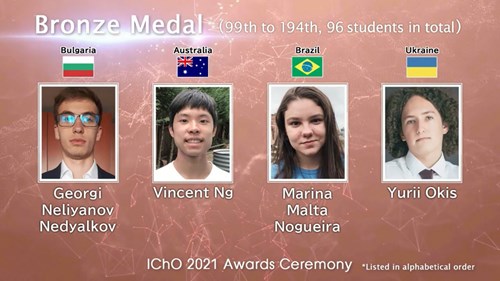 Bronze Medal (99th to 194th, 96 students in total)
Bulgaria Australia Brazil Ukraine
Georgi Vincent Ng Marina Yurii Okis
Neliyanov Malta
Nedyalkov Nogueira
IChO 2021 Awards Ceremony *Listed in alphabetical order